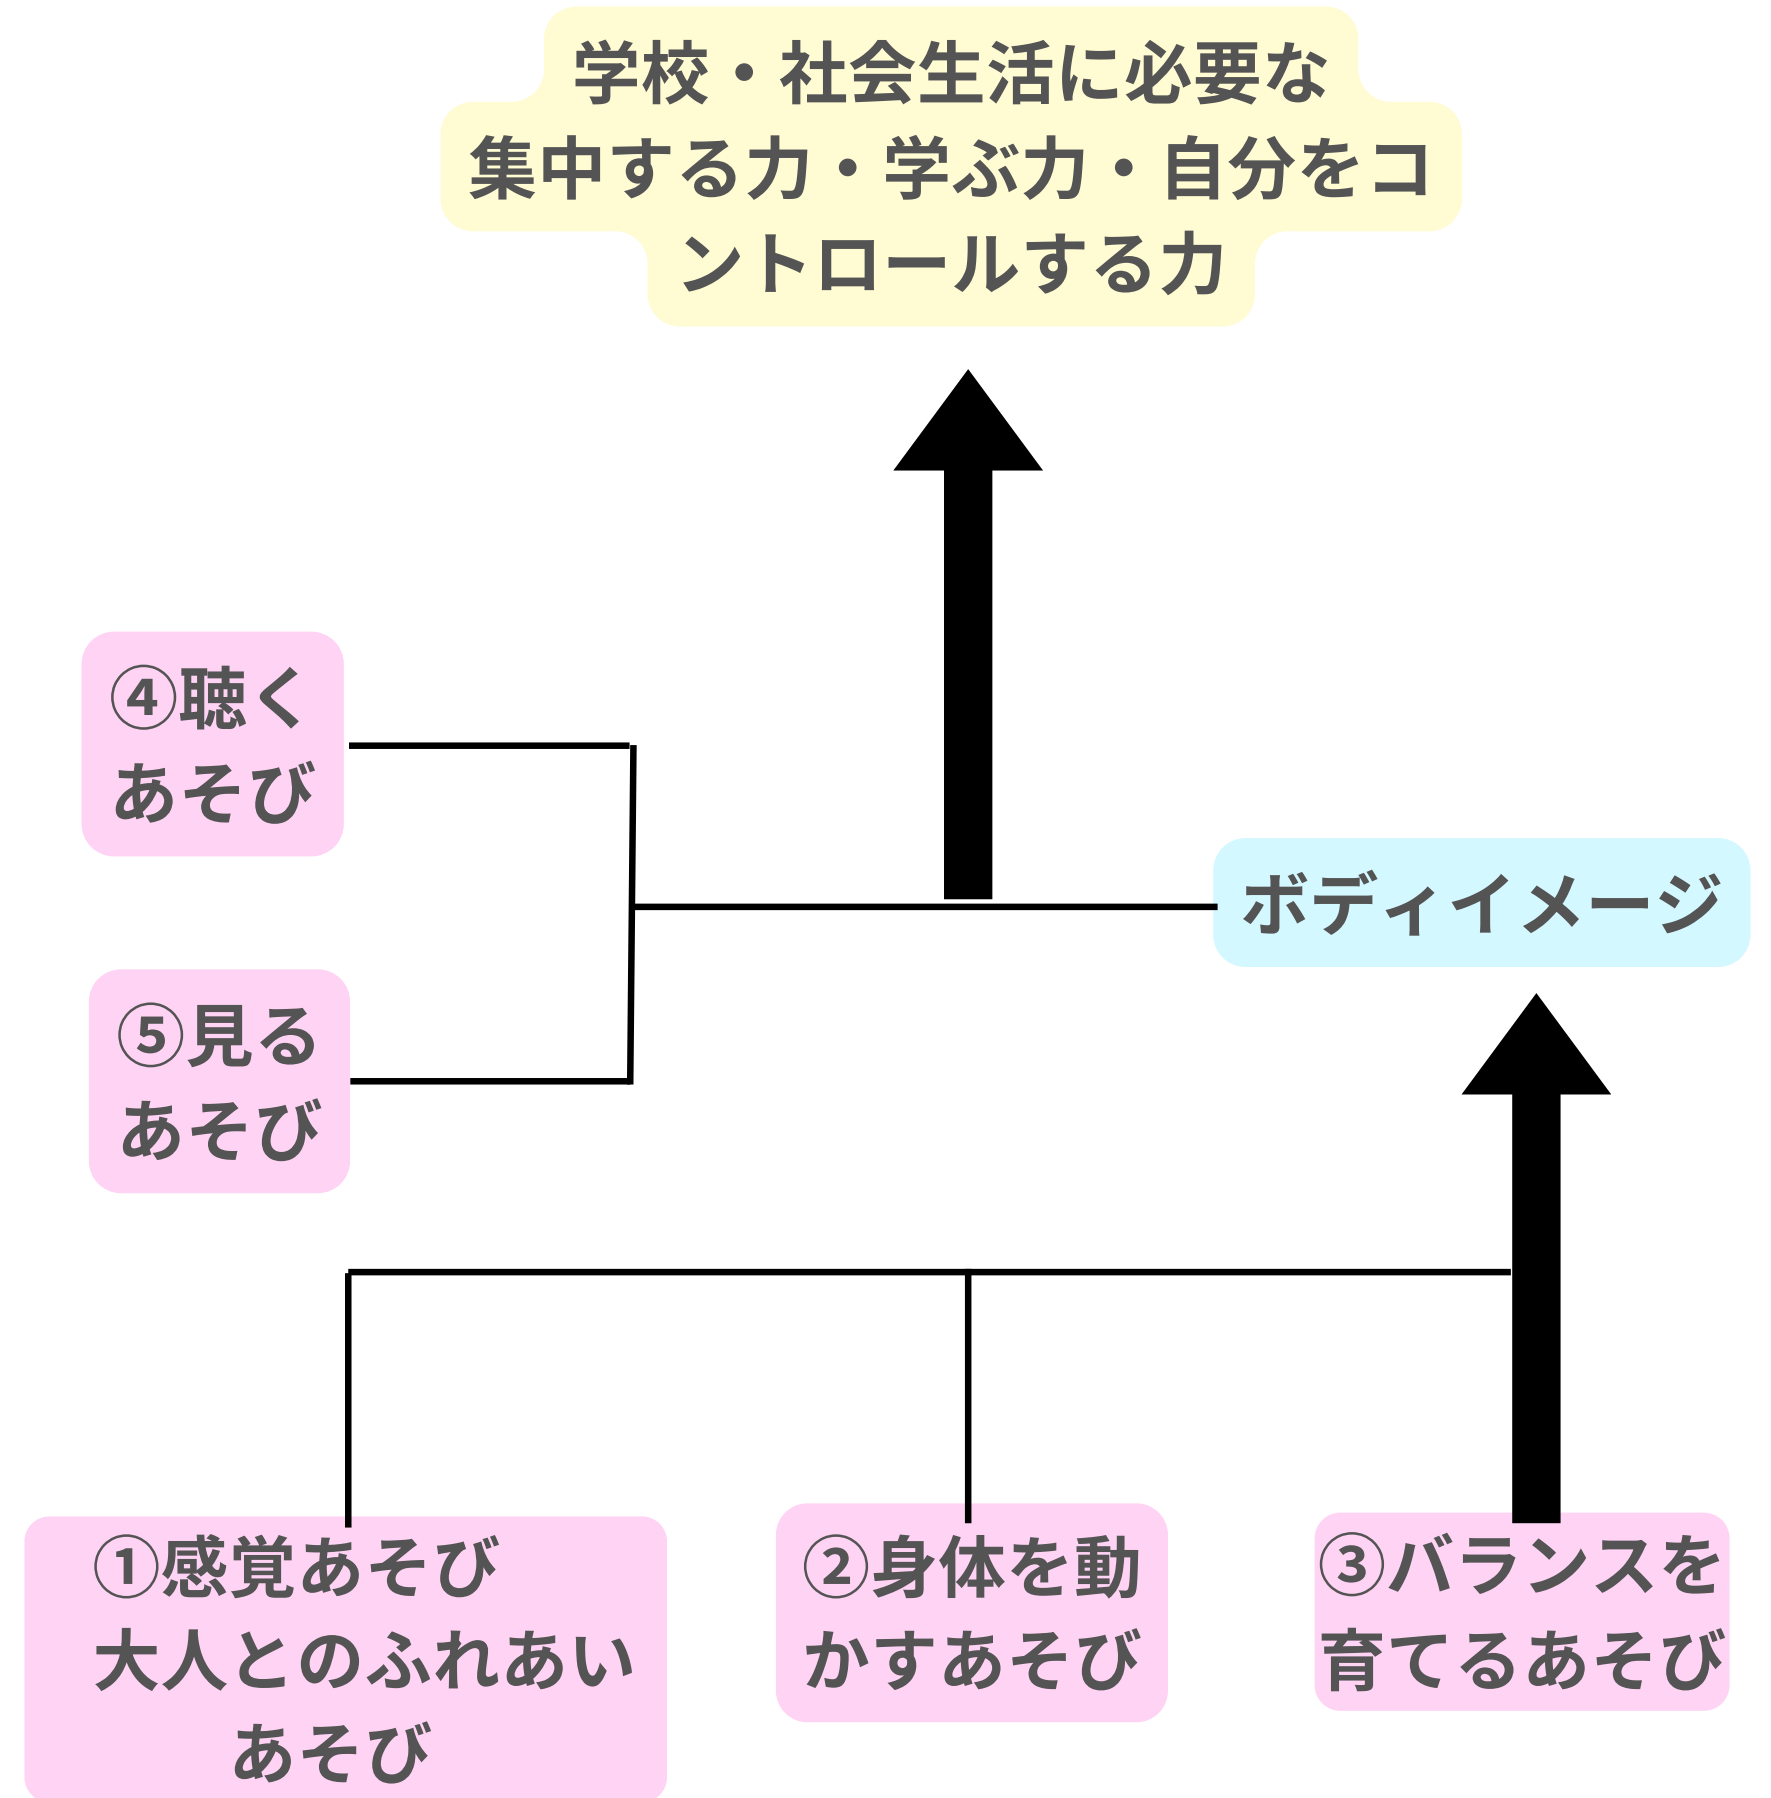 学校・社会生活に必要な
集中する力・学ぶ力・自分をコ
ントロールする力
④聴く
あそび
ボディイメージ
⑤見る
あそび
①感覚あそび
大人とのふれあい
あそび
②身体を動
かすあそび
③バランスを
育てるあそび